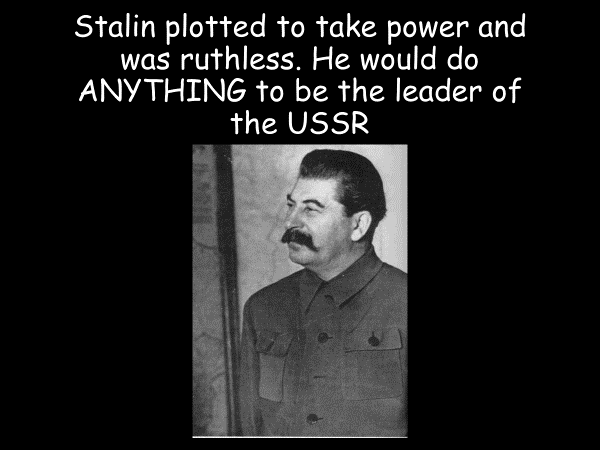 Stalin plotted to take power and
was ruthless. He would do
ANYTHING to be the leader of
the USSR